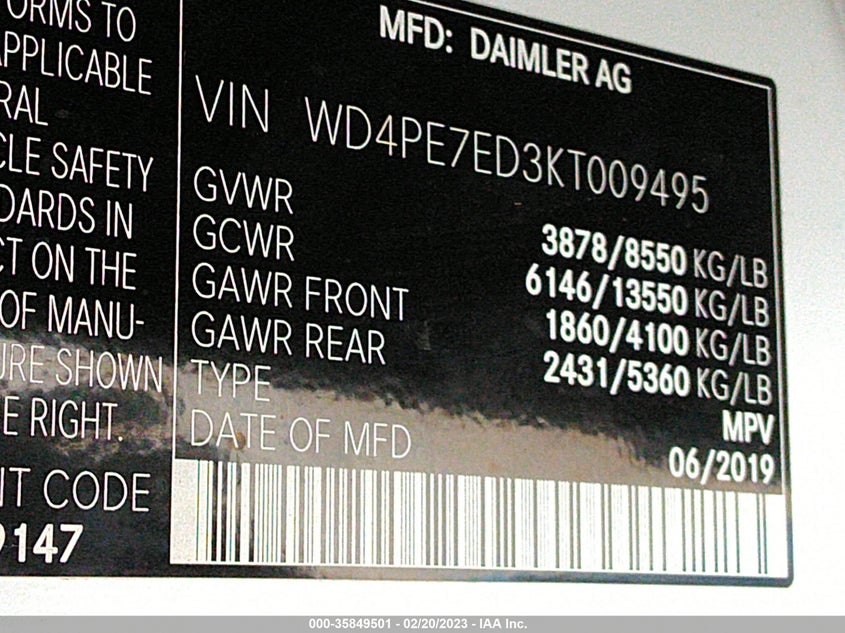 ORMS TO
APPLICABLE
RAL
CLE SAFETY
DARDS IN
CT ON THE
OF MANU-
URE SHOWN
E RIGHT.
NT CODE
9147
MFD: DAIMLER AG
VIN WD4PE7ED3KT009495
GVWR 3878/8550 KG/LB
GCWR 6146/13550 KG/LB
GAWR FRONT 1860/4100 KG/LB
GAWR REAR 2431/5360 KG/LB
TYPE MPV
DATE OF MFD 06/2019
000-35849501 - 02/20/2023 - IAA Inc.